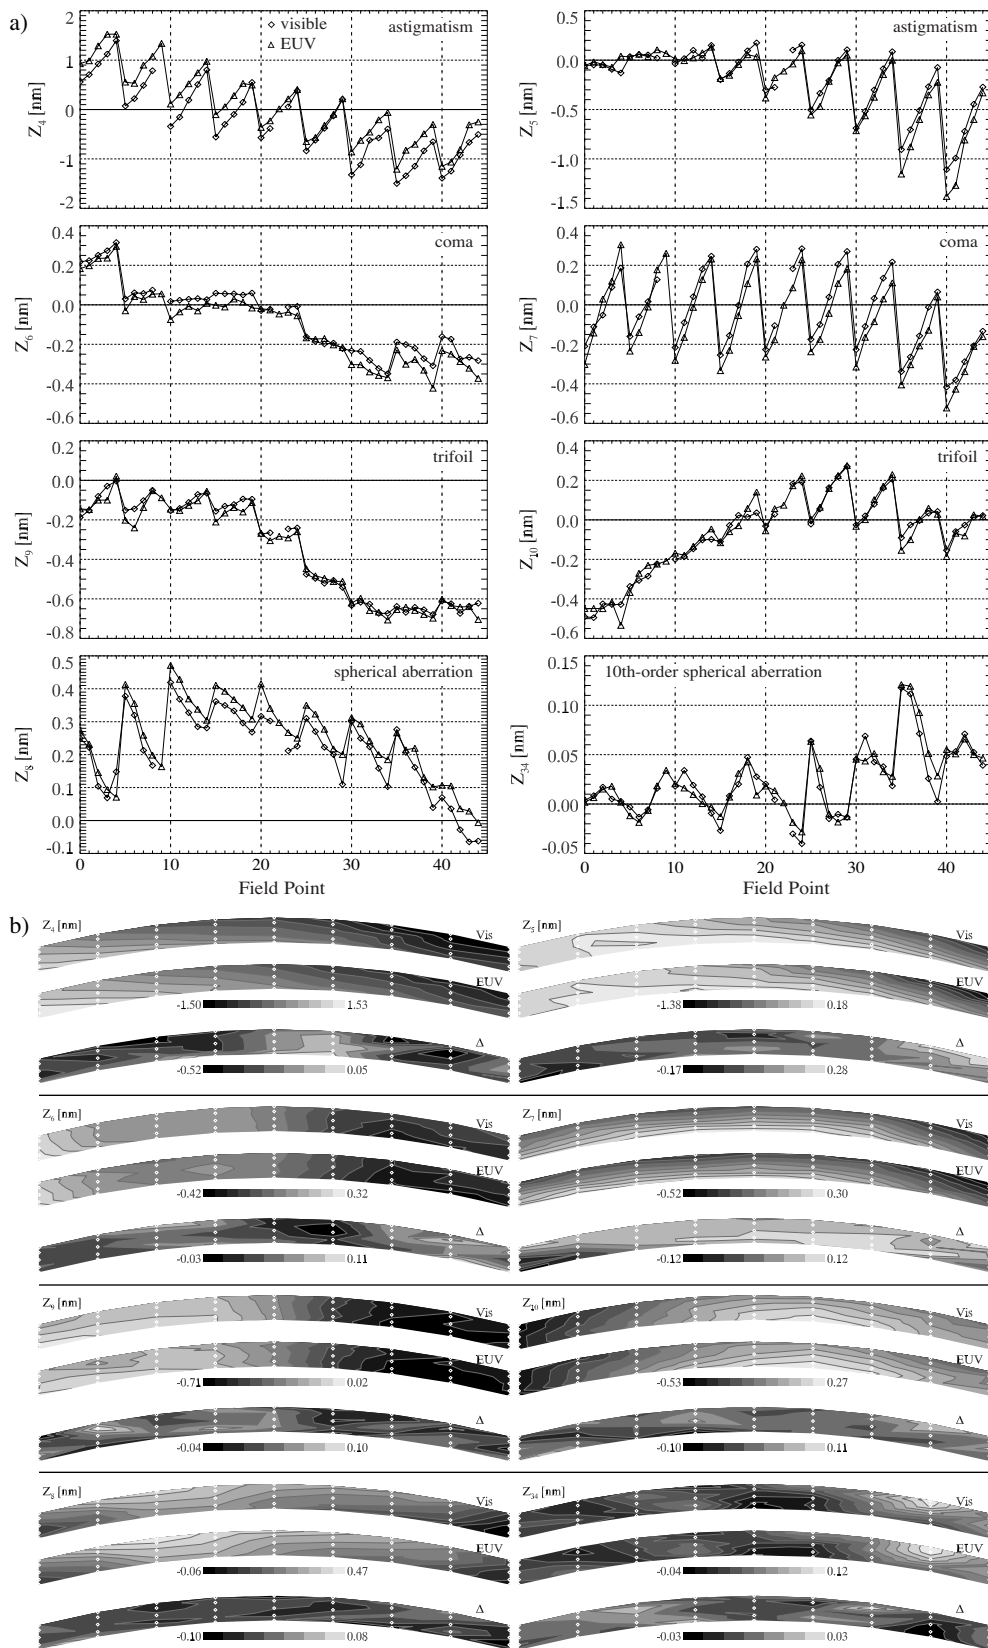 a)
2
1
0
-1
-2
Z4 [nm]
visible
EUV
astigmatism
0.5
0.0
-0.5
-1.0
-1.5
Z5 [nm]
astigmatism
0.4
0.2
0.0
-0.2
-0.4
-0.6
Z6 [nm]
coma
0.4
0.2
0.0
-0.2
-0.4
-0.6
Z7 [nm]
coma
0.2
0.0
-0.2
-0.4
-0.6
-0.8
Z9 [nm]
trifoil
0.4
0.2
0.0
-0.2
-0.4
-0.6
Z10 [nm]
trifoil
0.5
0.4
0.3
0.2
0.1
0.0
-0.1
Z8 [nm]
spherical aberration
0 10 20 30 40
Field Point
0.15
0.10
0.05
0.00
-0.05
Z34 [nm]
10th-order spherical aberration
0 10 20 30 40
Field Point
b)
Z4 [nm]
Vis
EUV
-1.50 1.53
Δ
-0.52 0.05
Z5 [nm]
Vis
EUV
-1.38 0.18
Δ
-0.17 0.28
Z6 [nm]
Vis
EUV
-0.42 0.32
Δ
-0.03 0.11
Z7 [nm]
Vis
EUV
-0.52 0.30
Δ
-0.12 0.12
Z9 [nm]
Vis
EUV
-0.71 0.02
Δ
-0.04 0.10
Z10 [nm]
Vis
EUV
-0.53 0.27
Δ
-0.10 0.11
Z8 [nm]
Vis
EUV
-0.06 0.47
Δ
-0.10 0.08
Z34 [nm]
Vis
EUV
-0.04 0.12
Δ
-0.03 0.03